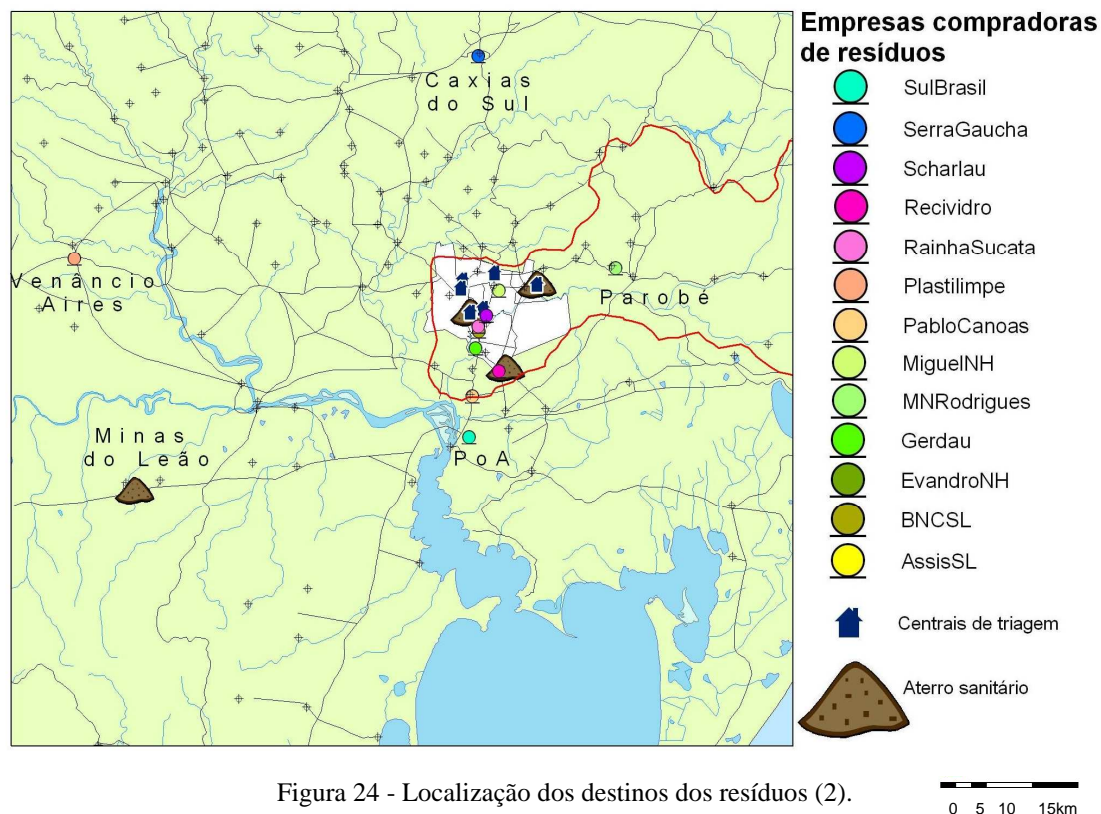 Empresas compradoras
de resíduos
SulBrasil
SerraGaucha
Scharlau
Recividro
RainhaSucata
Plastilimpe
PabloCanoas
MiguelNH
MNRodrigues
Gerdau
EvandroNH
BNCSL
AssisSL
Centrais de triagem
Aterro sanitário
Caxias
do Sul
Venâncio
Aires
Parobé
Minas
do Leão
PoA
Figura 24 - Localização dos destinos dos resíduos (2).
0 5 10 15km